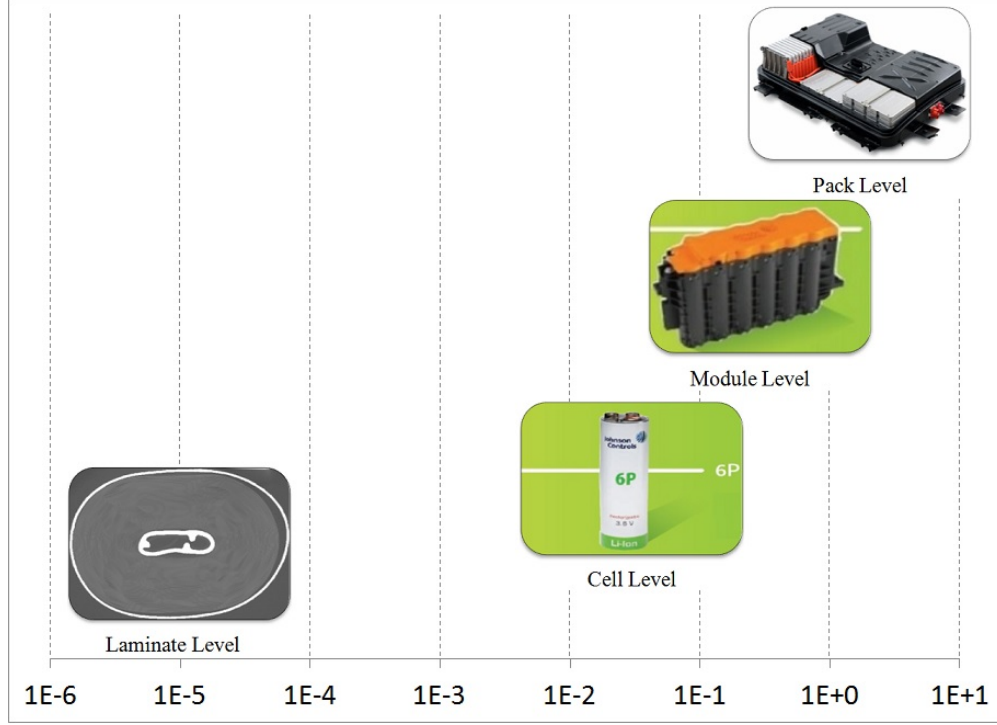 Pack Level
Module Level
Johnson
Controls
6P
6P
3.6 V
Li-Ion
Cell Level
Laminate Level
1E-6 1E-5 1E-4 1E-3 1E-2 1E-1 1E+0 1E+1